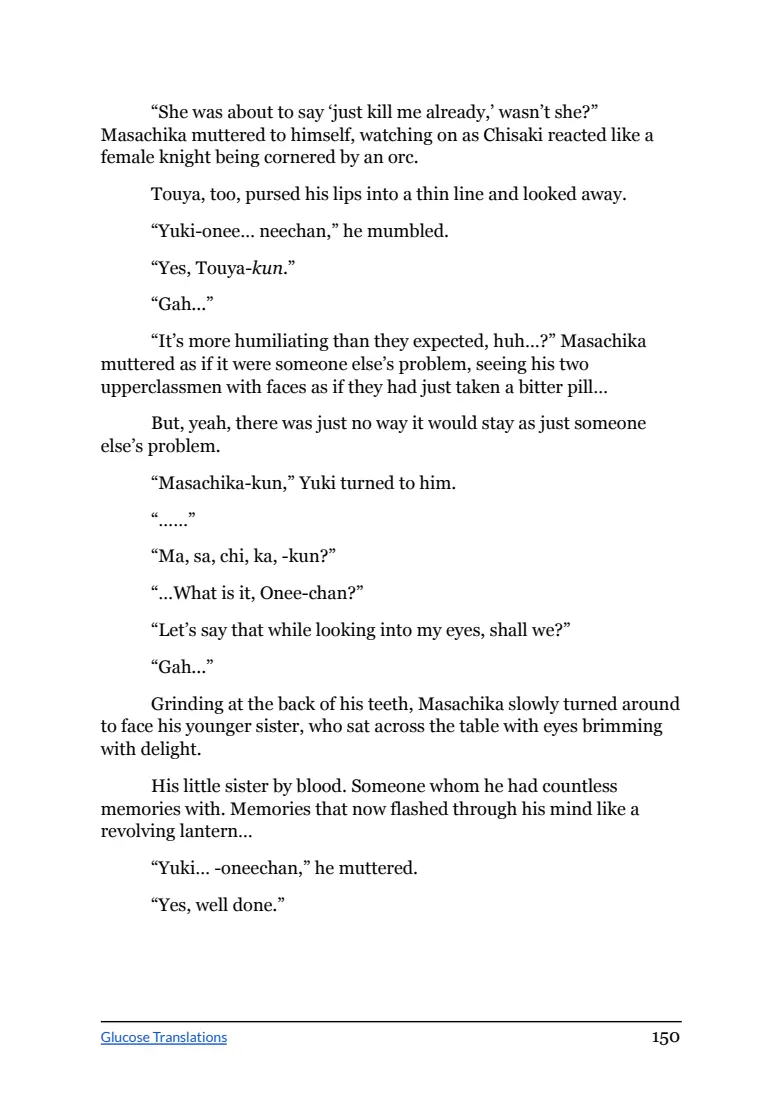 “She was about to say ‘just kill me already,’ wasn’t she?”
Masachika muttered to himself, watching on as Chisaki reacted like a
female knight being cornered by an orc.
Touya, too, pursed his lips into a thin line and looked away.
“Yuki-onee... neechan,” he mumbled.
“Yes, Touya-kun.”
“Gah...”
“It’s more humiliating than they expected, huh...?” Masachika
muttered as if it were someone else’s problem, seeing his two
upperclassmen with faces as if they had just taken a bitter pill...
But, yeah, there was just no way it would stay as just someone
else’s problem.
“Masachika-kun,” Yuki turned to him.
“......”
“Ma, sa, chi, ka, -kun?”
“...What is it, Onee-chan?”
“Let’s say that while looking into my eyes, shall we?”
“Gah...”
Grinding at the back of his teeth, Masachika slowly turned around
to face his younger sister, who sat across the table with eyes brimming
with delight.
His little sister by blood. Someone whom he had countless
memories with. Memories that now flashed through his mind like a
revolving lantern...
“Yuki... -oneechan,” he muttered.
“Yes, well done.”
Glucose Translations 150